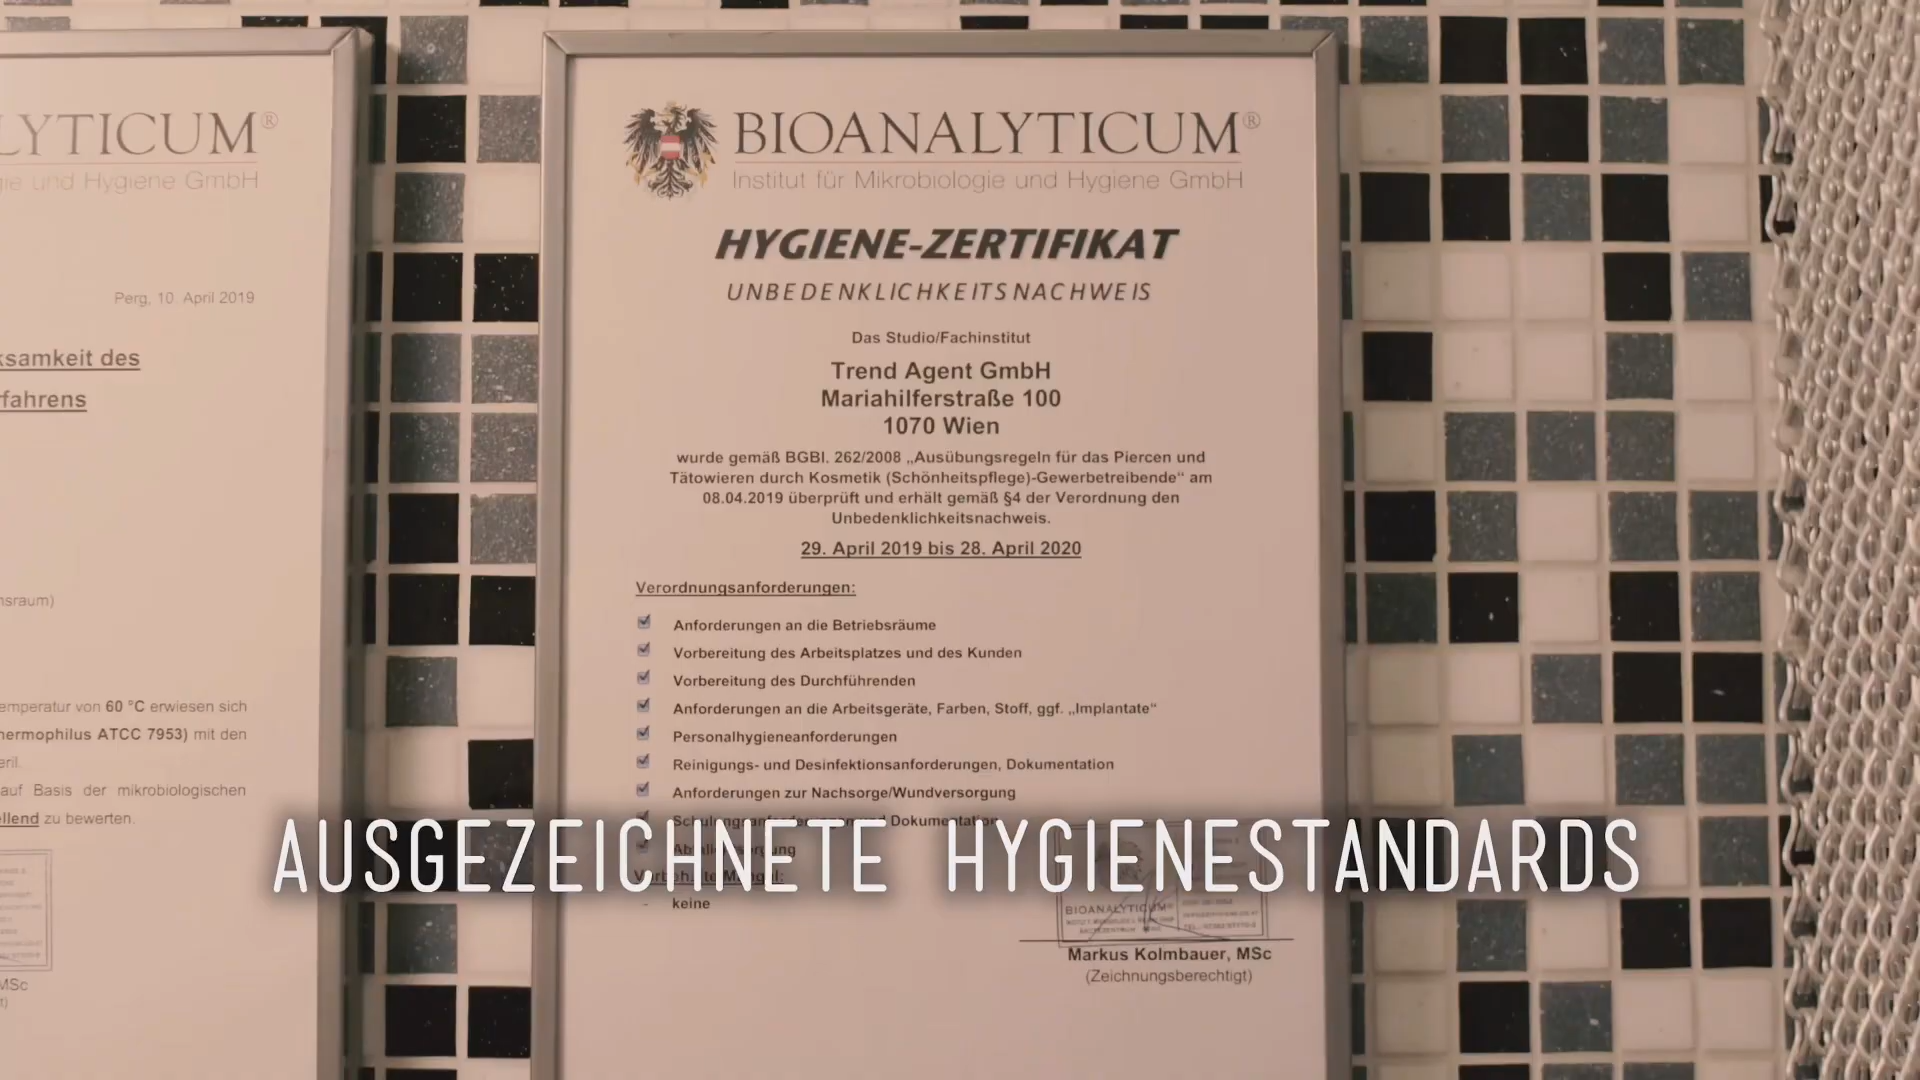 LYTICUM®
gie und Hygiene GmbH
Perg, 10. April 2019
ksamkeit des
rfahrens
nsraum)
emperatur von 60 °C erwiesen sich
hermophilus ATCC 7953) mit den
eril.
auf Basis der mikrobiologischen
ellend zu bewerten.
MSc
BIOANALYTICUM®
Institut für Mikrobiologie und Hygiene GmbH
HYGIENE-ZERTIFIKAT
UNBEDENKLICHKEITSNACHWEIS
Das Studio/Fachinstitut
Trend Agent GmbH
Mariahilferstraße 100
1070 Wien
wurde gemäß BGBl. 262/2008 „Ausübungsregeln für das Piercen und
Tätowieren durch Kosmetik (Schönheitspflege)-Gewerbetreibende“ am
08.04.2019 überprüft und erhält gemäß §4 der Verordnung den
Unbedenklichkeitsnachweis.
29. April 2019 bis 28. April 2020
Verordnungsanforderungen:
Anforderungen an die Betriebsräume
Vorbereitung des Arbeitsplatzes und des Kunden
Vorbereitung des Durchführenden
Anforderungen an die Arbeitsgeräte, Farben, Stoff, ggf. „Implantate“
Personalhygieneanforderungen
Reinigungs- und Desinfektionsanforderungen, Dokumentation
Anforderungen zur Nachsorge/Wundversorgung
Schulungsanforderungen und Dokumentation
AUSGEZEICHNETE HYGIENESTANDARDS
- keine
BIOANALYTICUM®
Markus Kolmbauer, MSc
(Zeichnungsberechtigt)